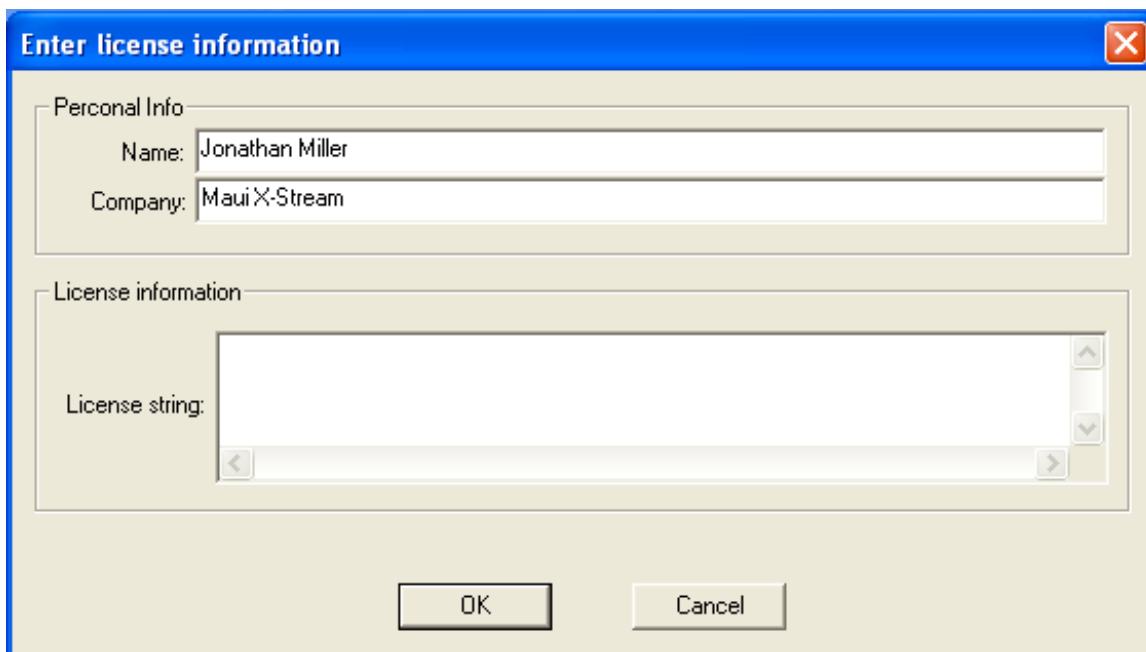 Enter license information
Perconal Info
Name: Jonathan Miller
Company: Maui X-Stream
License information
License string:
OK Cancel